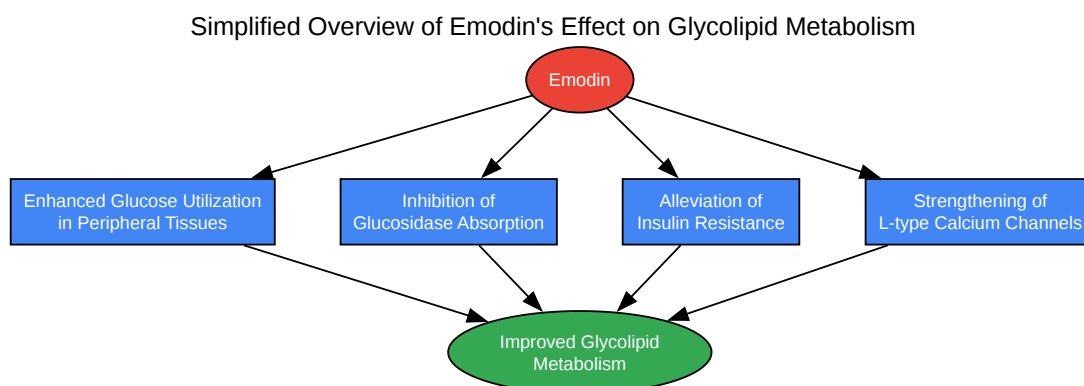 Simplified Overview of Emodin's Effect on Glycolipid Metabolism
Emodin
Enhanced Glucose Utilization
in Peripheral Tissues
Inhibition of
Glucosidase Absorption
Alleviation of
Insulin Resistance
Strengthening of
L-type Calcium Channels
Improved Glycolipid
Metabolism